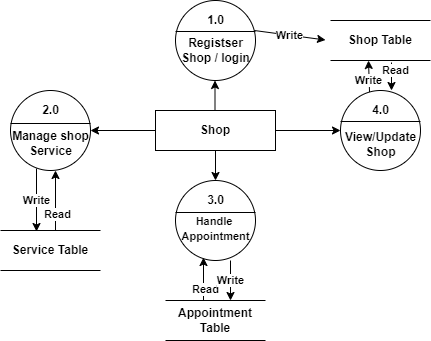 1.0
Registser
Shop / login
Write
Shop Table
Write
Read
2.0
Manage shop
Service
Shop
4.0
View/Update
Shop
Write
Read
3.0
Handle
Appointment
Service Table
Read
Write
Appointment
Table